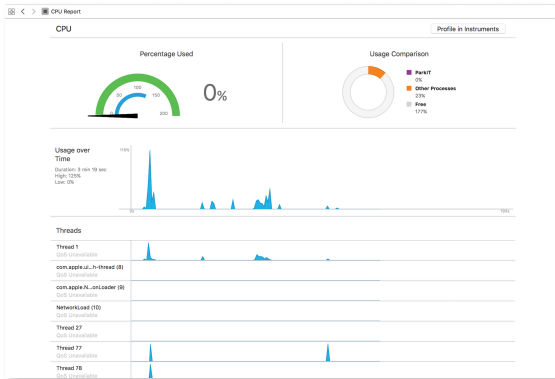 CPU Report
CPU
Profile in Instruments
Percentage Used
50
100
150
200
0%
Usage Comparison
ParkIT
0%
Other Processes
23%
Free
177%
Usage over
Time
Duration: 3 min 19 sec
High: 125%
Low: 0%
0s
Threads
Thread 1
QoS Unavailable
com.apple.ui...h-thread (8)
QoS Unavailable
com.apple.N...onLoader (9)
QoS Unavailable
NetworkLoad (10)
QoS Unavailable
Thread 27
QoS Unavailable
Thread 77
QoS Unavailable
Thread 78
QoS Unavailable